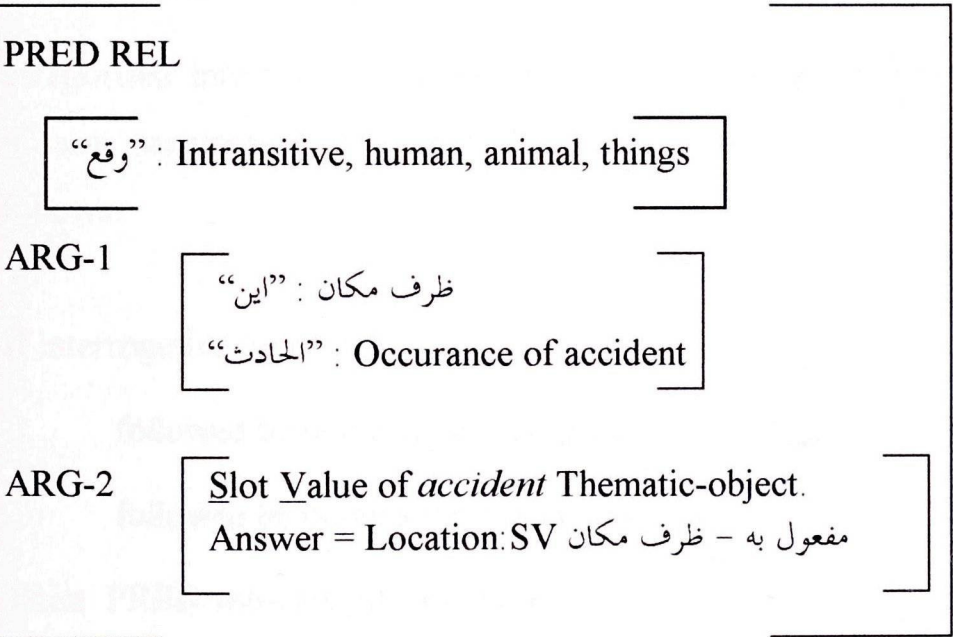 PRED REL
“وقع” : Intransitive, human, animal, things
ARG-1
“اين” : ظرف مكان
“الحادث” : Occurance of accident
ARG-2
Slot Value of accident Thematic-object.
Answer = Location:SV مفعول به – ظرف مكان